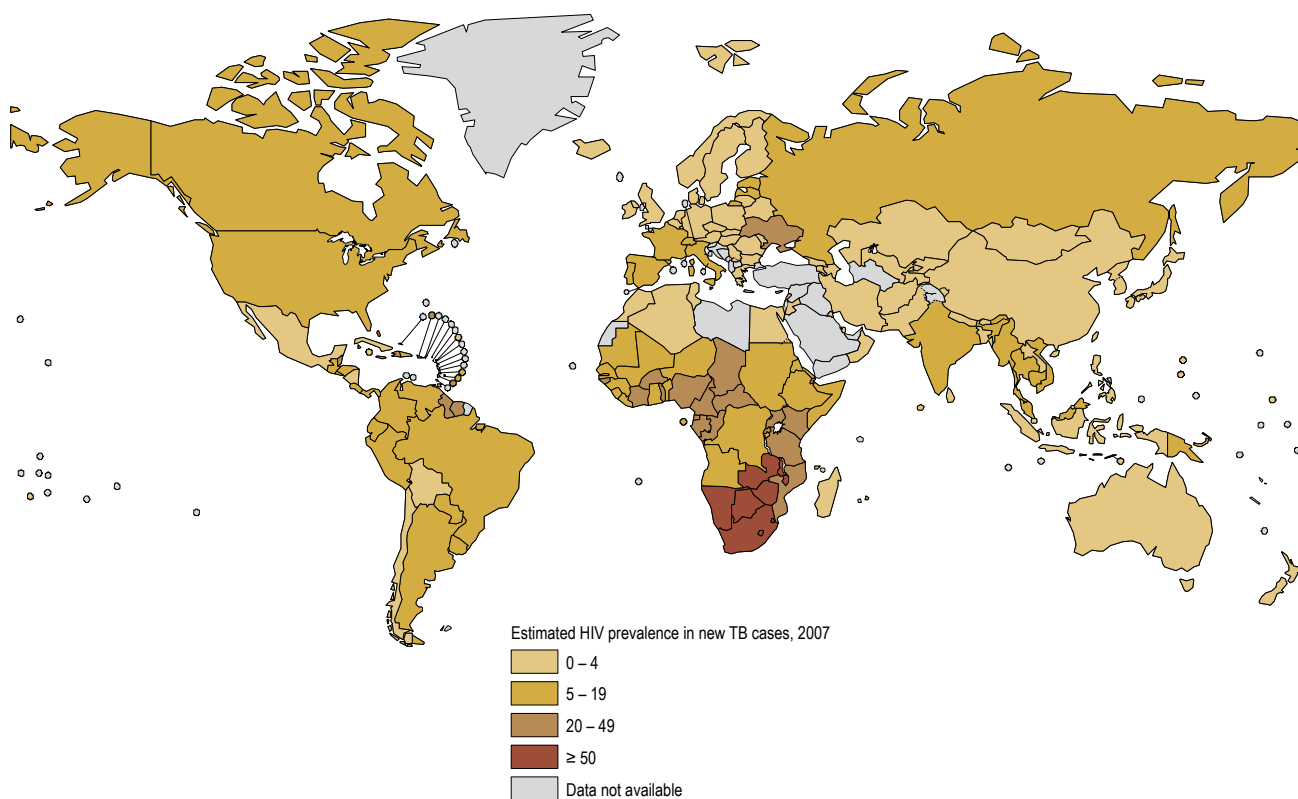 Estimated HIV prevalence in new TB cases, 2007
0 – 4
5 – 19
20 – 49
≥ 50
Data not available